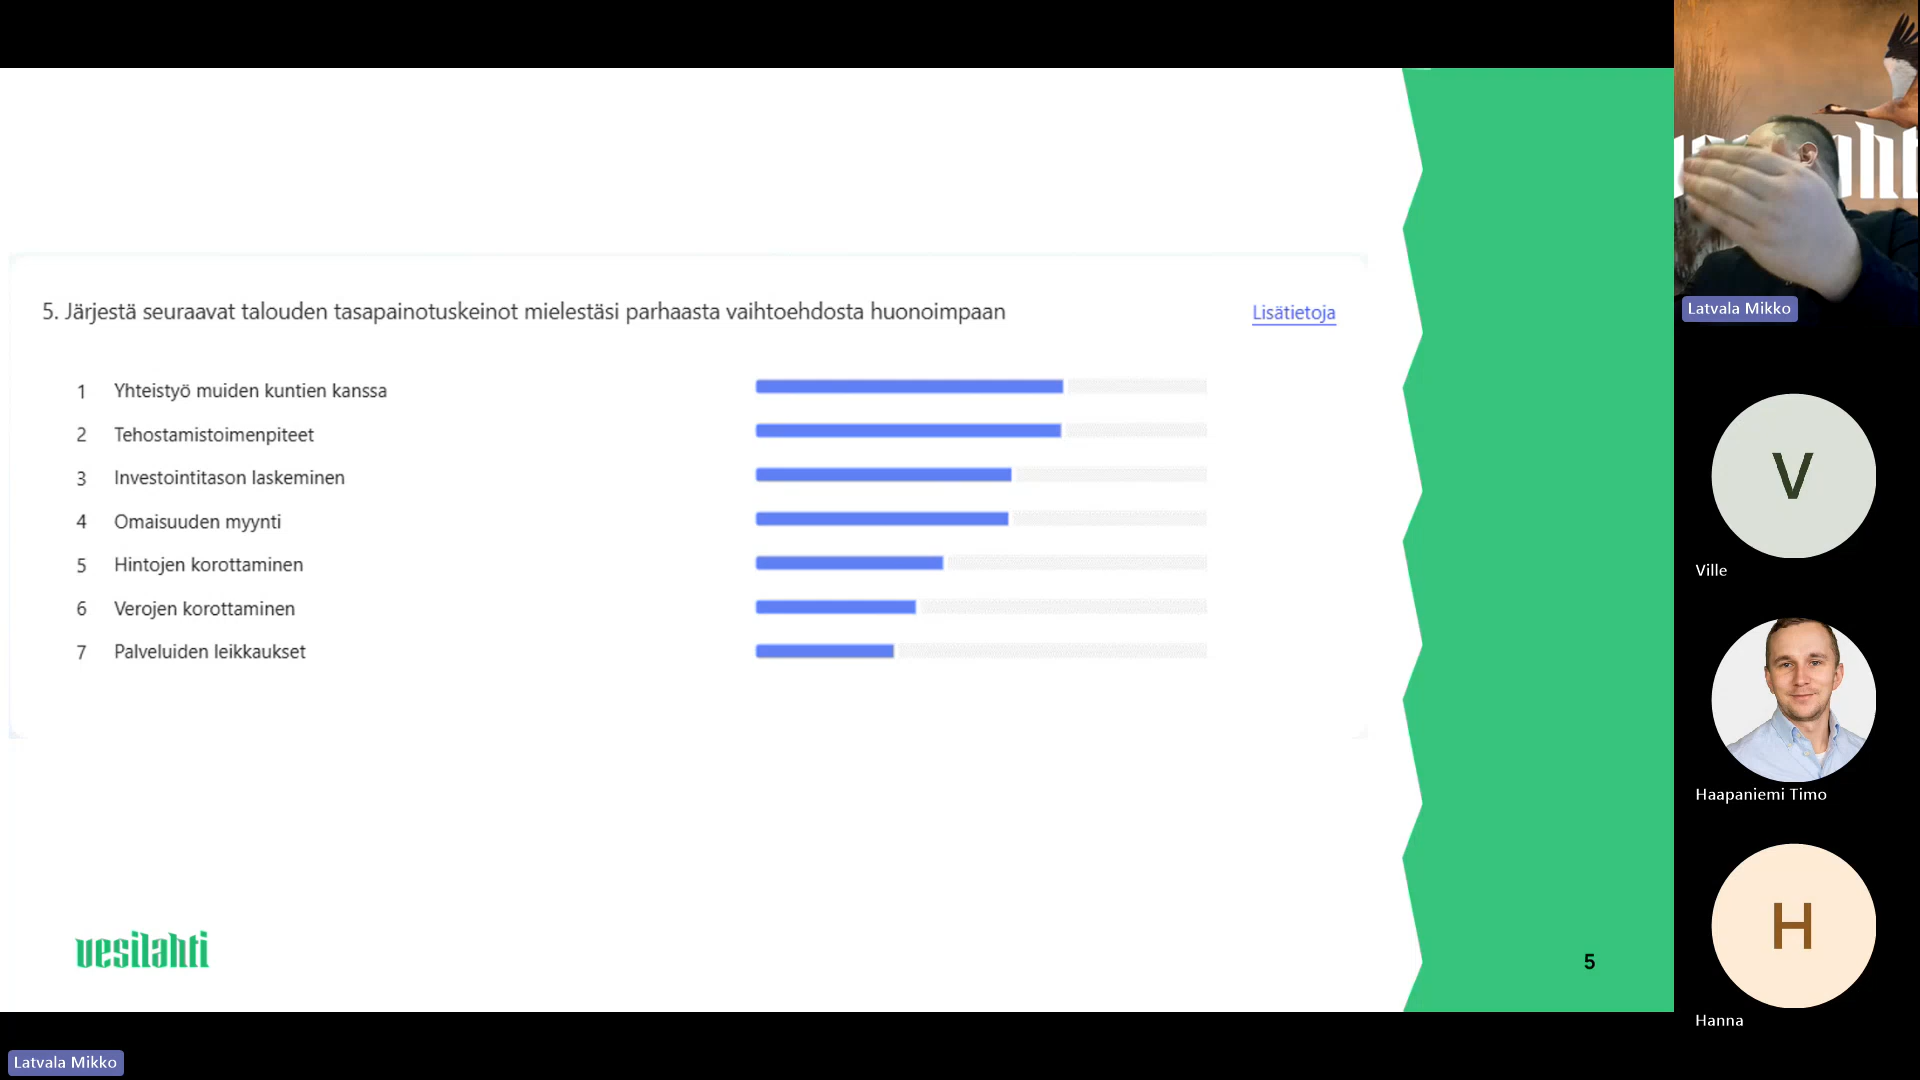 5. Järjestä seuraavat talouden tasapainotuskeinot mielestäsi parhaasta vaihtoehdosta huonoimpaan
Lisätietoja
1 Yhteistyö muiden kuntien kanssa
2 Tehostamistoimenpiteet
3 Investointitason laskeminen
4 Omaisuuden myynti
5 Hintojen korottaminen
6 Verojen korottaminen
7 Palveluiden leikkaukset
vesilahti
5
Latvala Mikko
Latvala Mikko
V
Ville
Haapaniemi Timo
H
Hanna